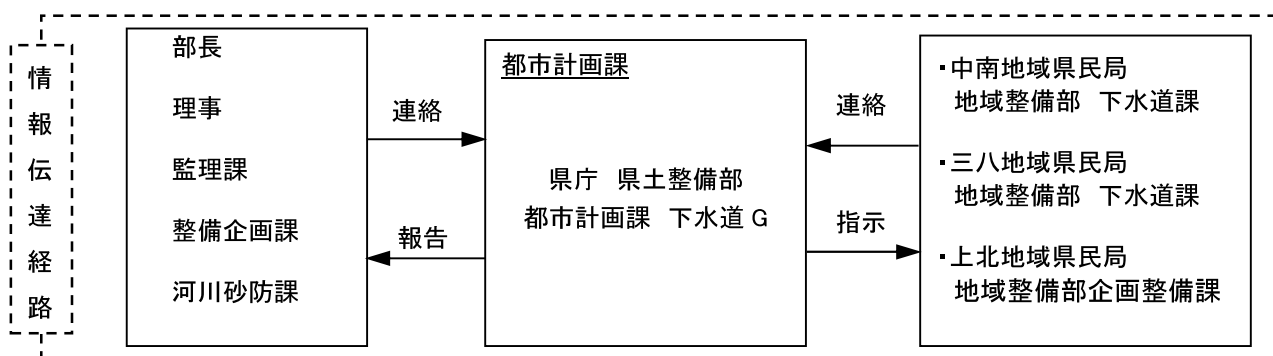 情報伝達経路
部長
理事
監理課
整備企画課
河川砂防課
連絡
報告
都市計画課
県庁　県土整備部
都市計画課　下水道G
連絡
指示
・中南地域県民局
地域整備部　下水道課
・三八地域県民局
地域整備部　下水道課
・上北地域県民局
地域整備部企画整備課